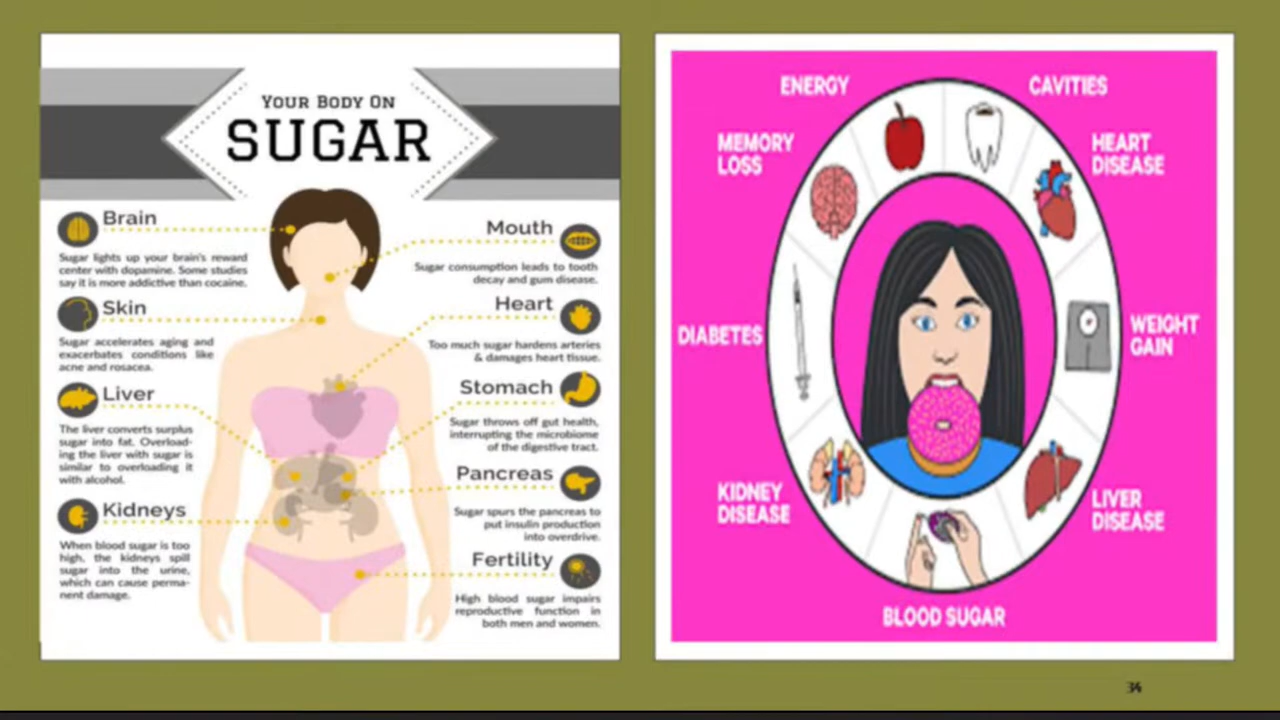 YOUR BODY ON
SUGAR
Brain
Sugar lights up your brain's reward
center with dopamine. Some studies
say it is more addictive than cocaine.
Skin
Sugar accelerates aging and
exacerbates conditions like
acne and rosacea.
Liver
The liver converts surplus
sugar into fat. Overload-
ing the liver with sugar is
similar to overloading it
with alcohol.
Kidneys
When blood sugar is too
high, the kidneys spill
sugar into the urine,
which can cause perma-
nent damage.
Mouth
Sugar consumption leads to tooth
decay and gum disease.
Heart
Too much sugar hardens arteries
& damages heart tissue.
Stomach
Sugar throws off gut health,
interrupting the microbiome
of the digestive tract.
Pancreas
Sugar spurs the pancreas to
put insulin production
into overdrive.
Fertility
High blood sugar impairs
reproductive function in
both men and women.
ENERGY
CAVITIES
MEMORY
LOSS
HEART
DISEASE
DIABETES
WEIGHT
GAIN
KIDNEY
DISEASE
LIVER
DISEASE
BLOOD SUGAR
34